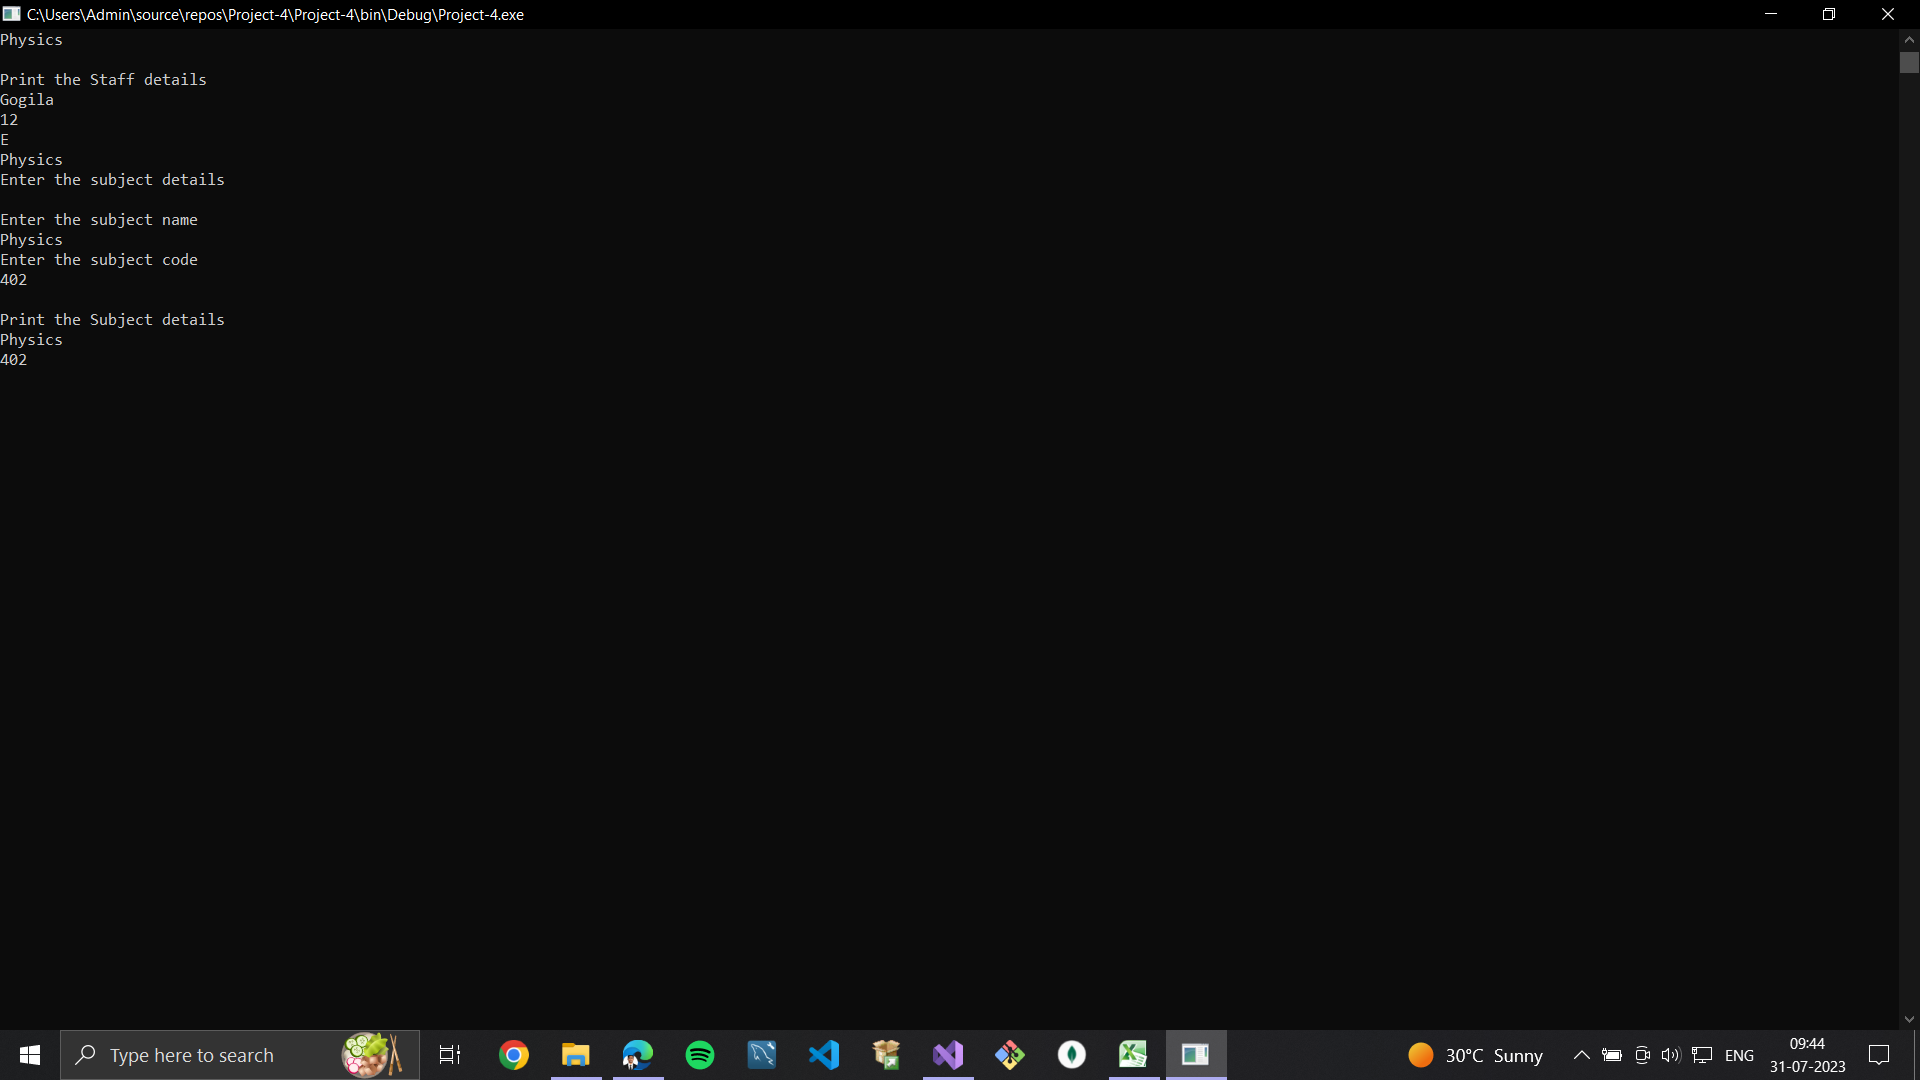 C:\Users\Admin\source\repos\Project-4\Project-4\bin\Debug\Project-4.exe
Physics
Print the Staff details
Gogila
12
E
Physics
Enter the subject details
Enter the subject name
Physics
Enter the subject code
402
Print the Subject details
Physics
402
Type here to search
30°C Sunny
ENG
09:44
31-07-2023